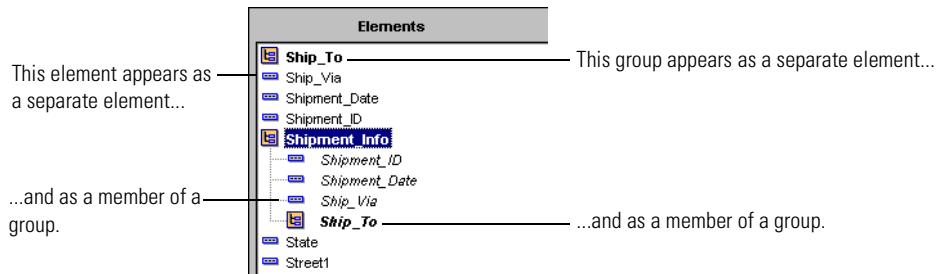 Elements
Ship_To
This group appears as a separate element...
This element appears as
a separate element...
Ship_Via
Shipment_Date
Shipment_ID
Shipment_Info
Shipment_ID
Shipment_Date
...and as a member of a
group.
Ship_Via
Ship_To
...and as a member of a group.
State
Street1